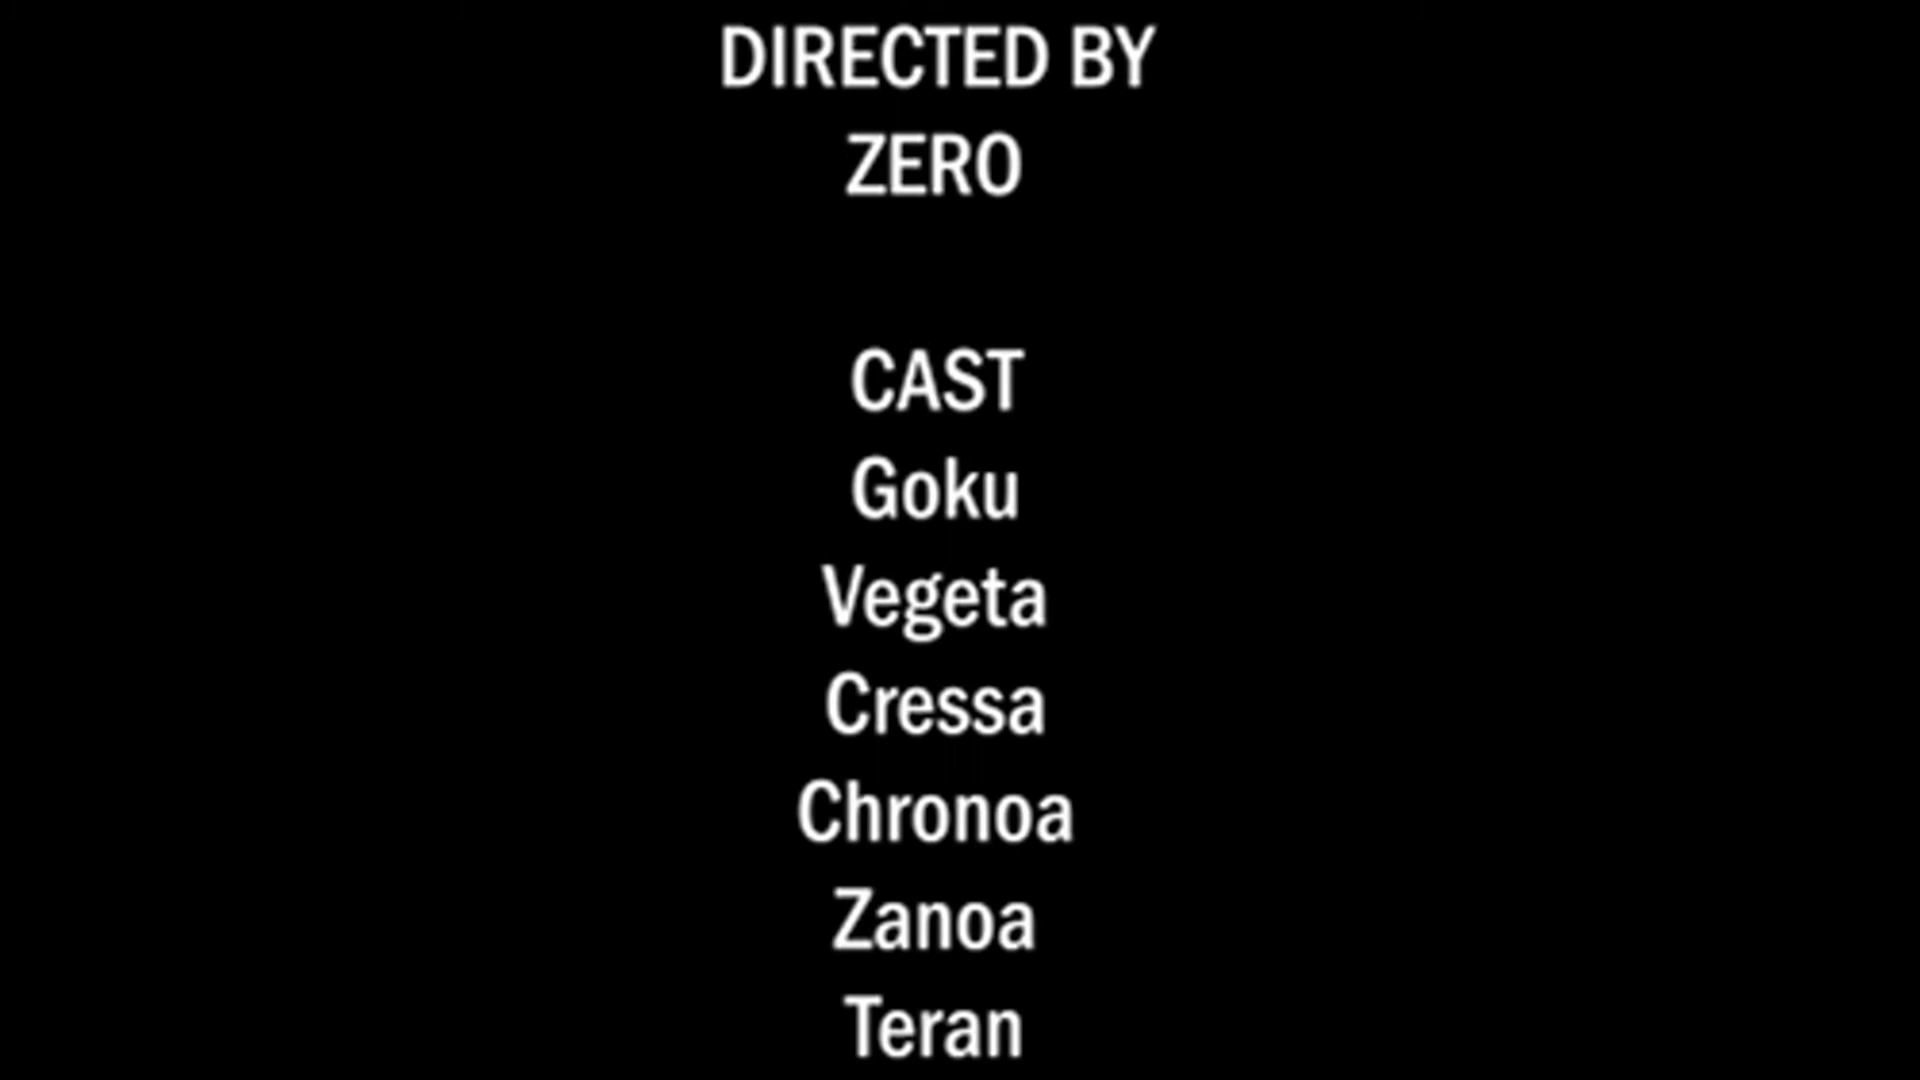 DIRECTED BY
ZERO
CAST
Goku
Vegeta
Cressa
Chronoa
Zanoa
Teran